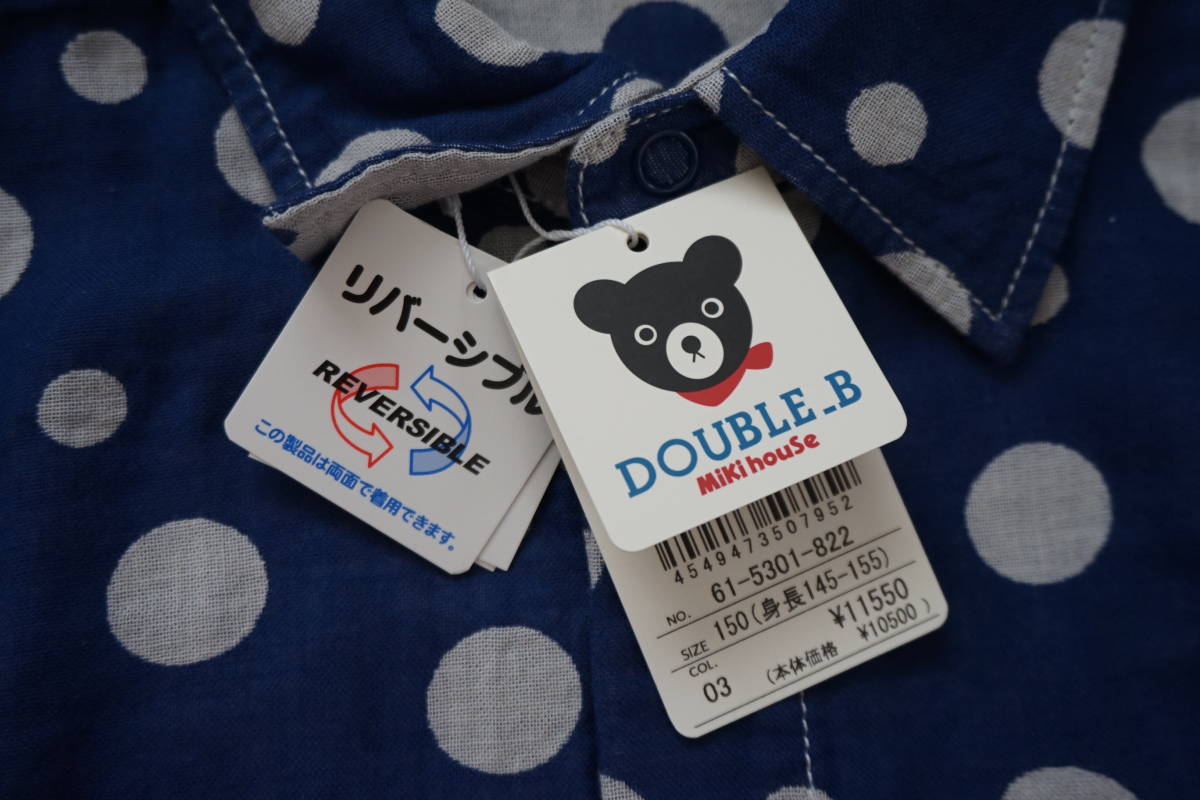 リバーシブル
REVERSIBLE
この製品は両面で着用できます。
DOUBLE_B
MiKi houSe
4549473507952
NO. 61-5301-822
SIZE 150(身長145-155)
COL. ¥11550
03 (本体価格 ¥10500)